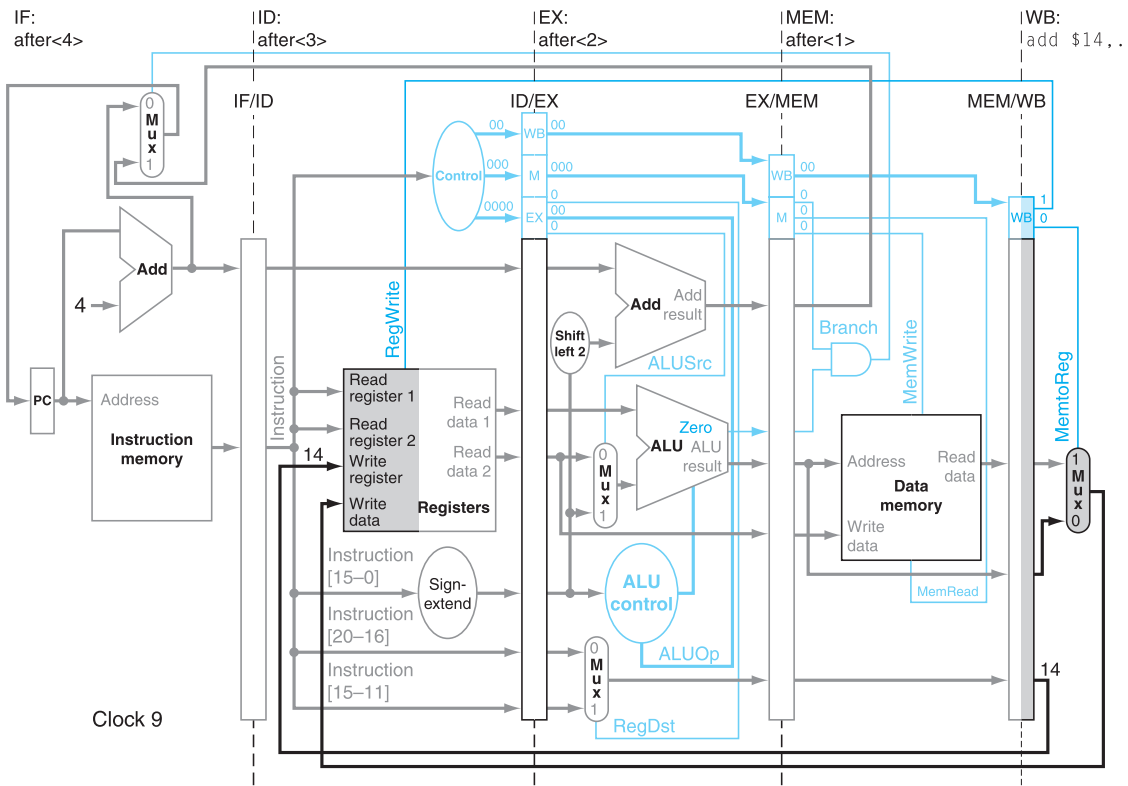 IF:
after<4>
ID:
after<3>
EX:
after<2>
MEM:
after<1>
WB:
add $14,.
IF/ID
ID/EX
EX/MEM
MEM/WB
0
Mux
1
Control
00
000
0000
WB
M
EX
00
000
0
00
0
WB
M
00
0
0
0
WB
1
0
Add
4
RegWrite
Shift
left 2
Add
Add
result
ALUSrc
Branch
MemWrite
MemtoReg
PC
Address
Instruction
memory
Instruction
14
Read
register 1
Read
register 2
Write
register
Write
data
Read
data 1
Read
data 2
Registers
0
Mux
1
Zero
ALU
ALU
result
Address
Read
data
Data
memory
Write
data
MemRead
1
Mux
0
Instruction
[15–0]
Sign-
extend
ALU
control
Instruction
[20–16]
ALUOp
Instruction
[15–11]
0
Mux
1
RegDst
14
Clock 9